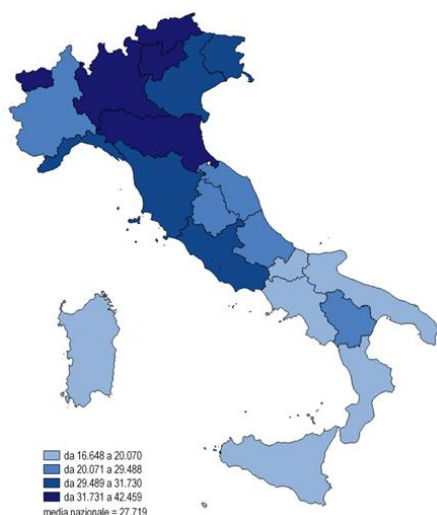 da 16.648 a 20.070
da 20.071 a 29.488
da 29.489 a 31.730
da 31.731 a 42.459
media nazionale = 27.719